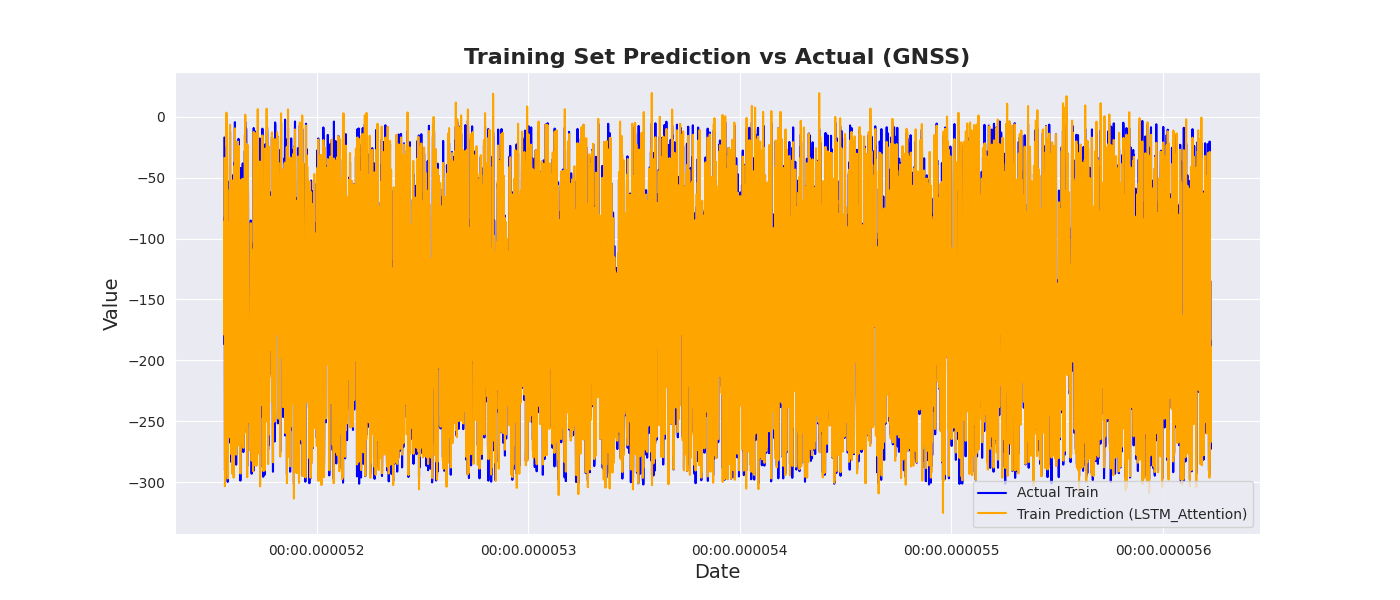 Training Set Prediction vs Actual (GNSS)
Value
0
−50
−100
−150
−200
−250
−300
Actual Train
Train Prediction (LSTM_Attention)
00:00.000052
00:00.000053
00:00.000054
00:00.000055
00:00.000056
Date